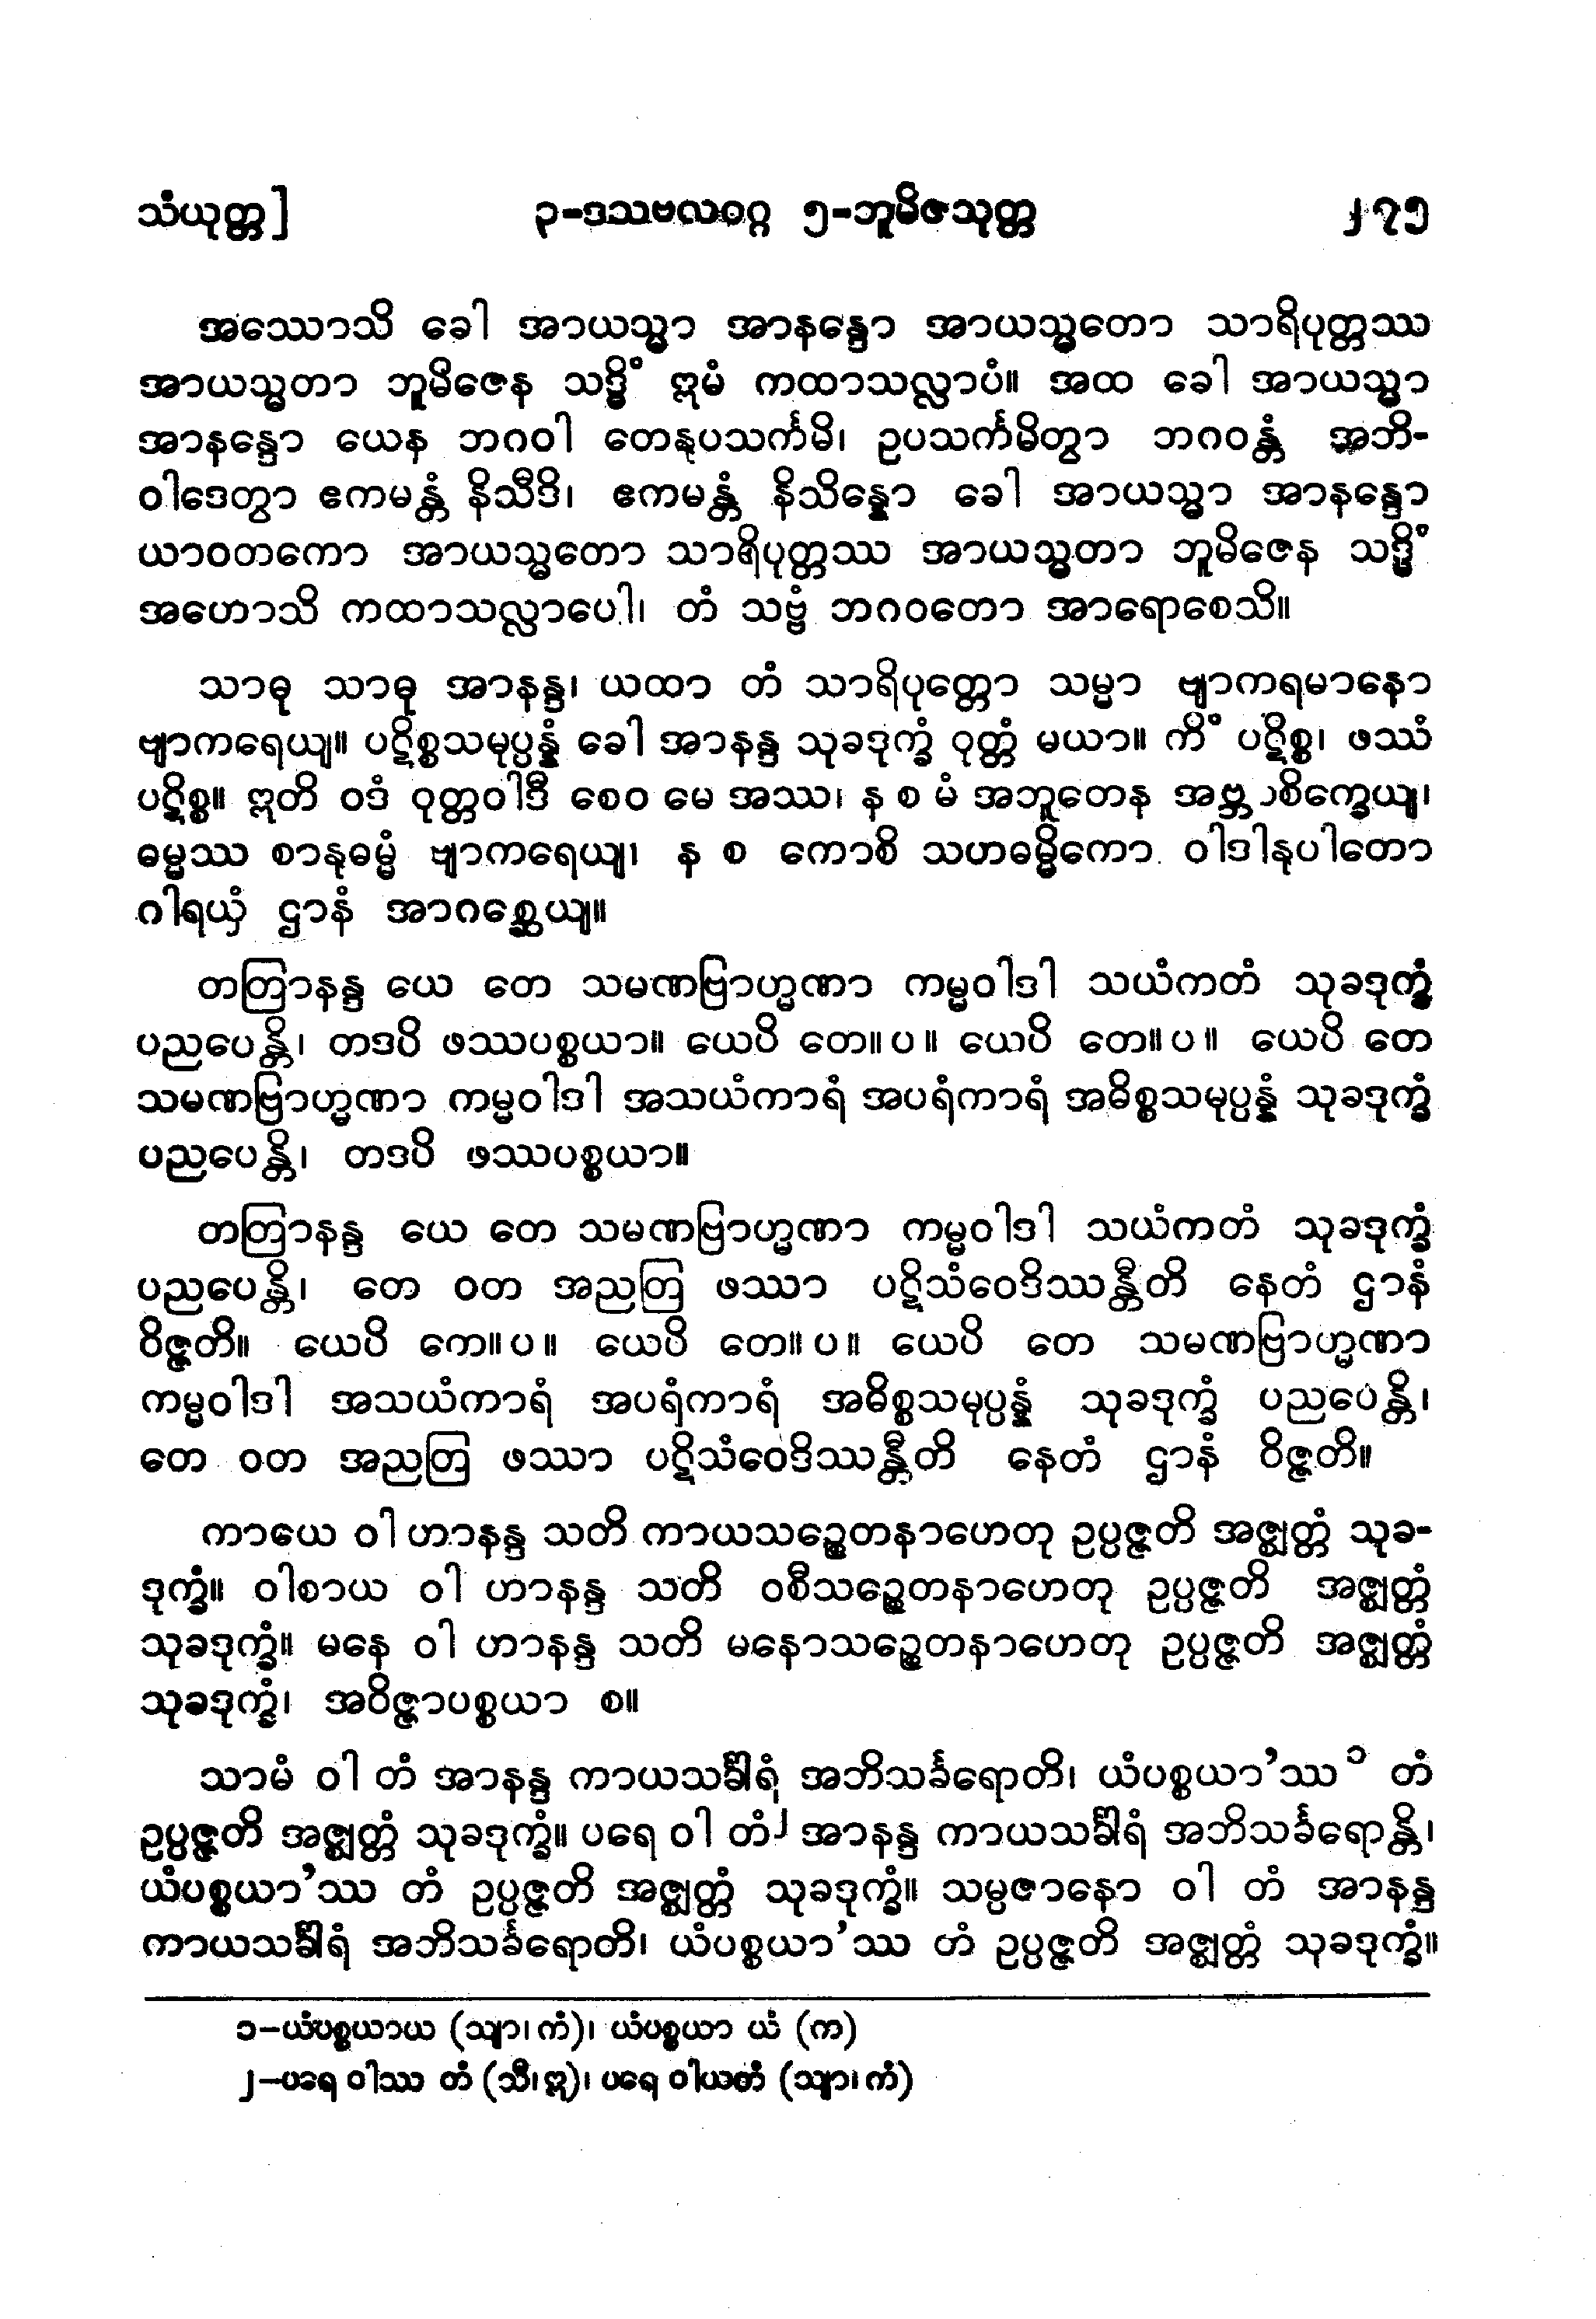 သံယုတ္တ] ၃-ဒသဗလဝဂ္ဂ ၅-ဘူမိဇသုတ္တ ၂၇၅
အဿောသိ ခေါ အာယသ္မာ အာနန္ဒော အာယသ္မတော သာရိပုတ္တဿ
အာယသ္မတာ ဘူမိဇေန သဒ္ဓိံ ဣမံ ကထာသလ္လာပံ။ အထ ခေါ အာယသ္မာ
အာနန္ဒော ယေန ဘဂဝါ တေနုပသင်္ကမိ၊ ဥပသင်္ကမိတွာ ဘဂဝန္တံ အဘိ-
ဝါဒေတွာ ဧကမန္တံ နိသီဒိ၊ ဧကမန္တံ နိသိန္နော ခေါ အာယသ္မာ အာနန္ဒော
ယာဝတကော အာယသ္မတော သာရိပုတ္တဿ အာယသ္မတာ ဘူမိဇေန သဒ္ဓိံ
အဟောသိ ကထာသလ္လာပေါ၊ တံ သဗ္ဗံ ဘဂဝတော အာရောစေသိ။
သာဓု သာဓု အာနန္ဒ၊ ယထာ တံ သာရိပုတ္တော သမ္မာ ဗျာကရမာနော
ဗျာကရေယျ။ ပဋိစ္စသမုပ္ပန္နံ ခေါ အာနန္ဒ သုခဒုက္ခံ ဝုတ္တံ မယာ။ ကိံ ပဋိစ္စ၊ ဖဿံ
ပဋိစ္စ။ ဣတိ ဝဒံ ဝုတ္တဝါဒီ စေဝ မေ အဿ၊ န စ မံ အဘူတေန အဗ္ဘာစိက္ခေယျ၊
ဓမ္မဿ စာနုဓမ္မံ ဗျာကရေယျ၊ န စ ကောစိ သဟဓမ္မိကော ဝါဒါနုပါတော
ဂါရယှံ ဌာနံ အာဂစ္ဆေယျ။
တတြာနန္ဒ ယေ တေ သမဏဗြာဟ္မဏာ ကမ္မဝါဒါ သယံကတံ သုခဒုက္ခံ
ပညပေန္တိ၊ တဒပိ ဖဿပစ္စယာ။ ယေပိ တေ။ပ။ ယေပိ တေ။ပ။ ယေပိ တေ
သမဏဗြာဟ္မဏာ ကမ္မဝါဒါ အသယံကာရံ အပရံကာရံ အဓိစ္စသမုပ္ပန္နံ သုခဒုက္ခံ
ပညပေန္တိ၊ တဒပိ ဖဿပစ္စယာ။
တတြာနန္ဒ ယေ တေ သမဏဗြာဟ္မဏာ ကမ္မဝါဒါ သယံကတံ သုခဒုက္ခံ
ပညပေန္တိ၊ တေ ဝတ အညတြ ဖဿာ ပဋိသံဝေဒိဿန္တီတိ နေတံ ဌာနံ
ဝိဇ္ဇတိ။ ယေပိ ကေ။ပ။ ယေပိ တေ။ပ။ ယေပိ တေ သမဏဗြာဟ္မဏာ
ကမ္မဝါဒါ အသယံကာရံ အပရံကာရံ အဓိစ္စသမုပ္ပန္နံ သုခဒုက္ခံ ပညပေန္တိ၊
တေ ဝတ အညတြ ဖဿာ ပဋိသံဝေဒိဿန္တီတိ နေတံ ဌာနံ ဝိဇ္ဇတိ။
ကာယေ ဝါ ဟာနန္ဒ သတိ ကာယသဉ္စေတနာဟေတု ဥပ္ပဇ္ဇတိ အဇ္ဈတ္တံ သုခ-
ဒုက္ခံ။ ဝါစာယ ဝါ ဟာနန္ဒ သတိ ဝစီသဉ္စေတနာဟေတု ဥပ္ပဇ္ဇတိ အဇ္ဈတ္တံ
သုခဒုက္ခံ။ မနေ ဝါ ဟာနန္ဒ သတိ မနောသဉ္စေတနာဟေတု ဥပ္ပဇ္ဇတိ အဇ္ဈတ္တံ
သုခဒုက္ခံ၊ အဝိဇ္ဇာပစ္စယာ စ။
သာမံ ဝါ တံ အာနန္ဒ ကာယသင်္ခါရံ အဘိသင်္ခရောတိ၊ ယံပစ္စယာ’ဿ ၁ တံ
ဥပ္ပဇ္ဇတိ အဇ္ဈတ္တံ သုခဒုက္ခံ။ ပရေ ဝါ တံ ၂ အာနန္ဒ ကာယသင်္ခါရံ အဘိသင်္ခရောန္တိ၊
ယံပစ္စယာ’ဿ တံ ဥပ္ပဇ္ဇတိ အဇ္ဈတ္တံ သုခဒုက္ခံ။ သမ္ပဇာနော ဝါ တံ အာနန္ဒ
ကာယသင်္ခါရံ အဘိသင်္ခရောတိ၊ ယံပစ္စယာ’ဿ တံ ဥပ္ပဇ္ဇတိ အဇ္ဈတ္တံ သုခဒုက္ခံ။
၁-ယံပစ္စယာယ (သျာ၊ကံ)၊ ယံပစ္စယာ ယံ (က)
၂-ပရေ ဝါဿ တံ (သီ၊ဣ)၊ ပရေ ဝါယတံ (သျာ၊ကံ)